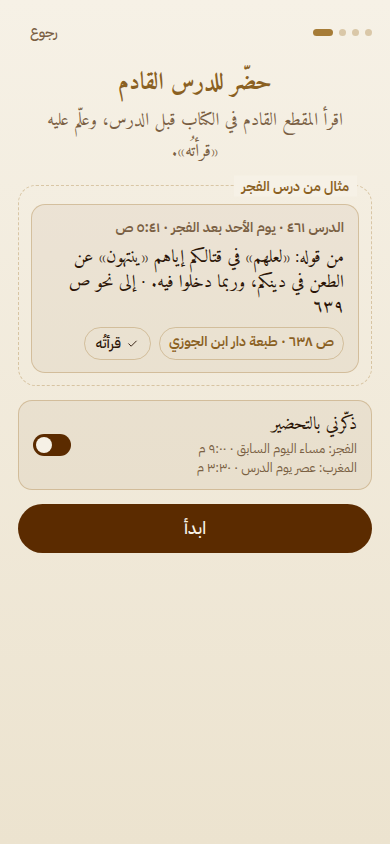 رجوع
حضّر للدرس القادم
اقرأ المقطع القادم في الكتاب قبل الدرس، وعلّم عليه
«قرأتُه».
مثال من درس الفجر
الدرس ٤٦١ · يوم الأحد بعد الفجر · ٥:٤١ ص
من قوله: «لعلهم» في قتالكم إياهم «ينتهون» عن
الطعن في دينكم، وربما دخلوا فيه. · إلى نحو ص
٦٣٩
ص ٦٣٨ · طبعة دار ابن الجوزي
✓ قرأتُه
ذكّرني بالتحضير
الفجر: مساء اليوم السابق · ٩:٠٠ م
المغرب: عصر يوم الدرس · ٣:٣٠ م
ابدأ